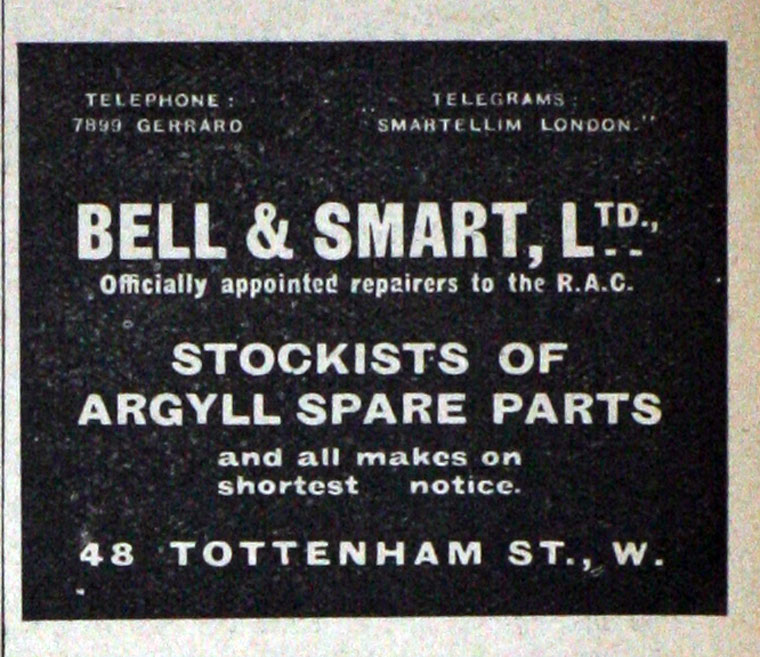 TELEPHONE :
7899 GERRARD
TELEGRAMS :
"SMARTELLIM LONDON."
BELL & SMART, LTD.,
Officially appointed repairers to the R.A.C.
STOCKISTS OF
ARGYLL SPARE PARTS
and all makes on
shortest notice.
48 TOTTENHAM ST., W.